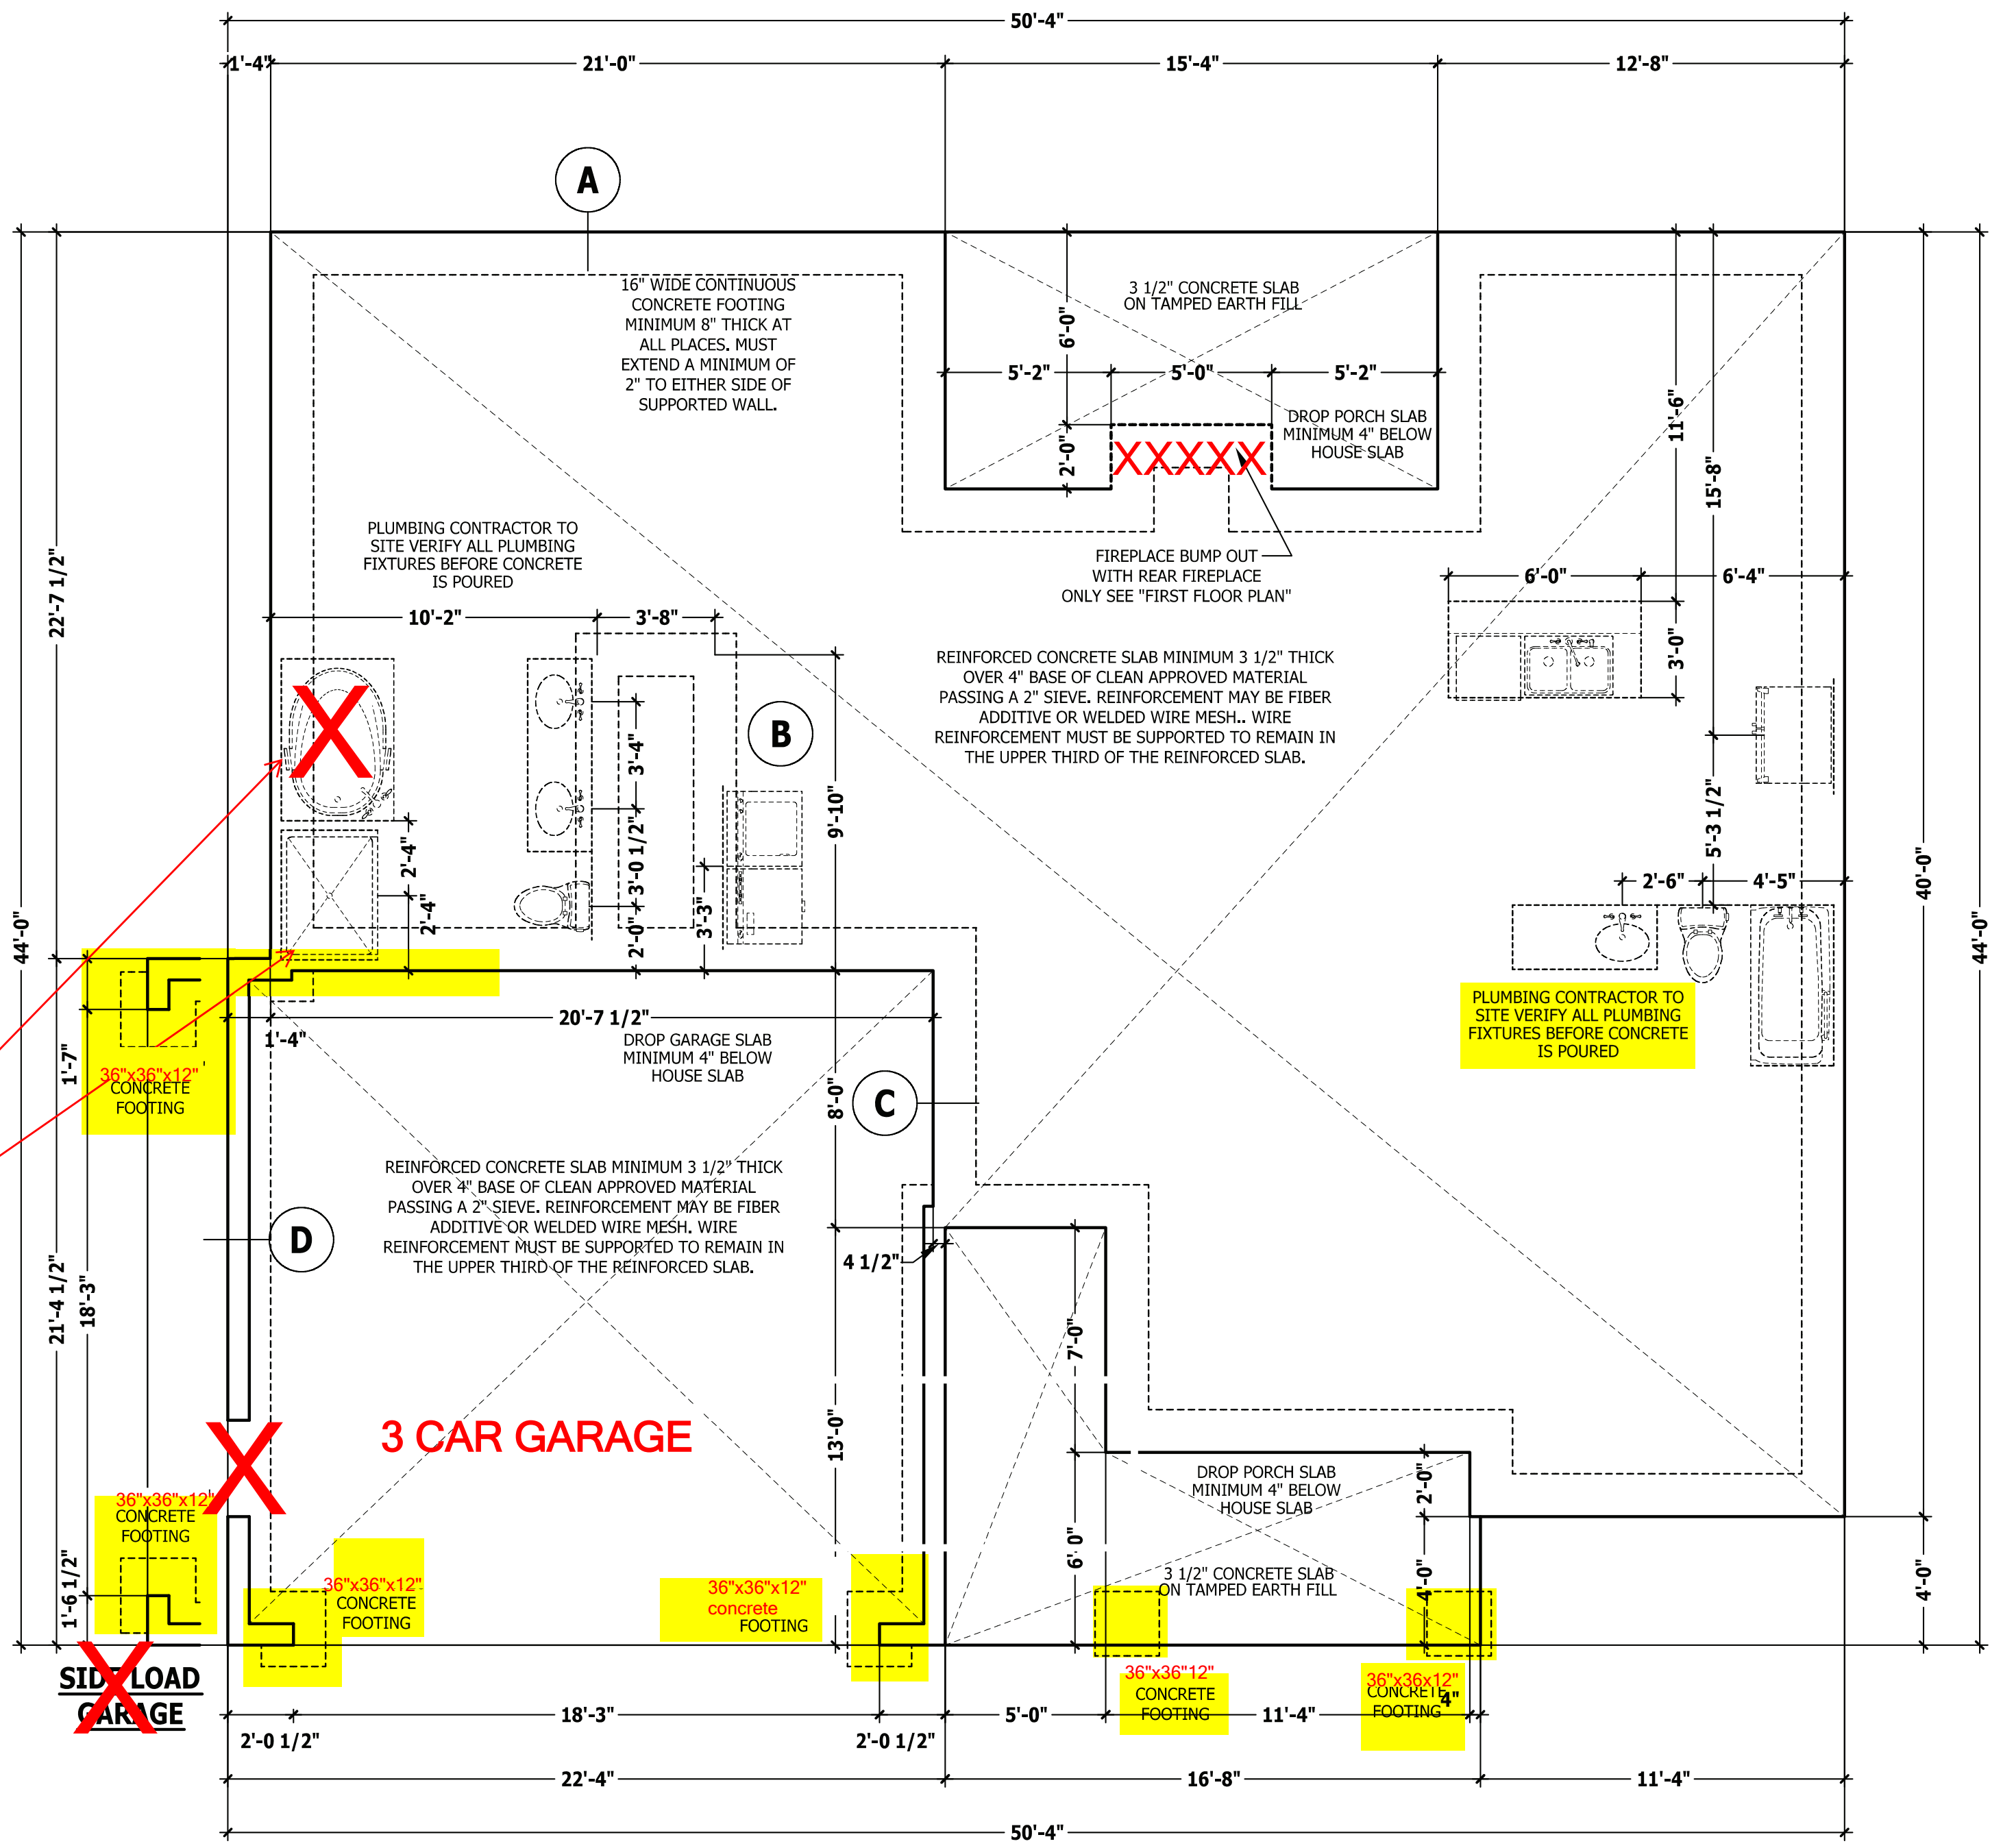 50'-4"
1'-4"
21'-0"
15'-4"
12'-8"
A
16" WIDE CONTINUOUS
CONCRETE FOOTING
MINIMUM 8" THICK AT
ALL PLACES. MUST
EXTEND A MINIMUM OF
2" TO EITHER SIDE OF
SUPPORTED WALL.
3 1/2" CONCRETE SLAB
ON TAMPED EARTH FILL
6'-0"
5'-2"
5'-0"
5'-2"
DROP PORCH SLAB
MINIMUM 4" BELOW
HOUSE SLAB
2'-0"
XXXXX
11'-6"
15'-8"
PLUMBING CONTRACTOR TO
SITE VERIFY ALL PLUMBING
FIXTURES BEFORE CONCRETE
IS POURED
FIREPLACE BUMP OUT
WITH REAR FIREPLACE
ONLY SEE "FIRST FLOOR PLAN"
22'-7 1/2"
10'-2"
3'-8"
6'-0"
6'-4"
3'-0"
REINFORCED CONCRETE SLAB MINIMUM 3 1/2" THICK
OVER 4" BASE OF CLEAN APPROVED MATERIAL
PASSING A 2" SIEVE. REINFORCEMENT MAY BE FIBER
ADDITIVE OR WELDED WIRE MESH.. WIRE
REINFORCEMENT MUST BE SUPPORTED TO REMAIN IN
THE UPPER THIRD OF THE REINFORCED SLAB.
X
B
3'-4"
9'-10"
5'-3 1/2"
2'-4"
3'-0 1/2"
2'-4"
2'-0"
3'-3"
2'-6"
4'-5"
40'-0"
44'-0"
44'-0"
PLUMBING CONTRACTOR TO
SITE VERIFY ALL PLUMBING
FIXTURES BEFORE CONCRETE
IS POURED
20'-7 1/2"
1'-4"
DROP GARAGE SLAB
MINIMUM 4" BELOW
HOUSE SLAB
1'-7"
36"x36"x12"
CONCRETE
FOOTING
8'-0"
C
REINFORCED CONCRETE SLAB MINIMUM 3 1/2" THICK
OVER 4" BASE OF CLEAN APPROVED MATERIAL
PASSING A 2" SIEVE. REINFORCEMENT MAY BE FIBER
ADDITIVE OR WELDED WIRE MESH. WIRE
REINFORCEMENT MUST BE SUPPORTED TO REMAIN IN
THE UPPER THIRD OF THE REINFORCED SLAB.
D
4 1/2"
21'-4 1/2"
18'-3"
7'-0"
3 CAR GARAGE
13'-0"
X
DROP PORCH SLAB
MINIMUM 4" BELOW
HOUSE SLAB
2'-0"
36"x36"x12"
CONCRETE
FOOTING
6' 0"
3 1/2" CONCRETE SLAB
ON TAMPED EARTH FILL
4'-0"
4'-0"
1'-6 1/2"
36"x36"x12"
CONCRETE
FOOTING
36"x36"x12"
concrete
FOOTING
X
SIDE LOAD
GARAGE
36"x36"12"
CONCRETE
FOOTING
36"x36x12"
CONCRETE
4"
FOOTING
18'-3"
5'-0"
11'-4"
2'-0 1/2"
2'-0 1/2"
22'-4"
16'-8"
11'-4"
50'-4"